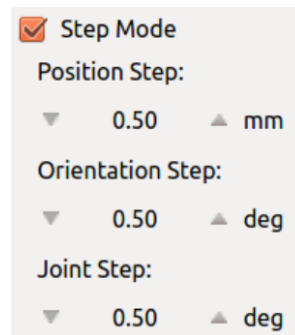 Step Mode
Position Step:
0.50 mm
Orientation Step:
0.50 deg
Joint Step:
0.50 deg